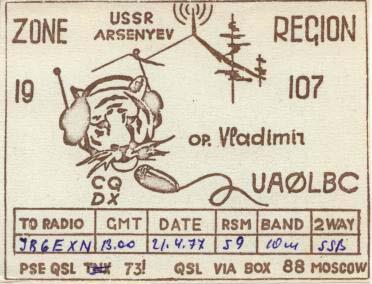 ZONE
USSR
ARSENYEV
REGION
19
107
OP. Vladimir
CQ
DX
UAØLBC
TO RADIO GMT DATE RSM BAND 2WAY
JR6EXN 13.00 21.4.77 59 10m SSB
PSE QSL TNX 73! QSL VIA BOX 88 MOSCOW